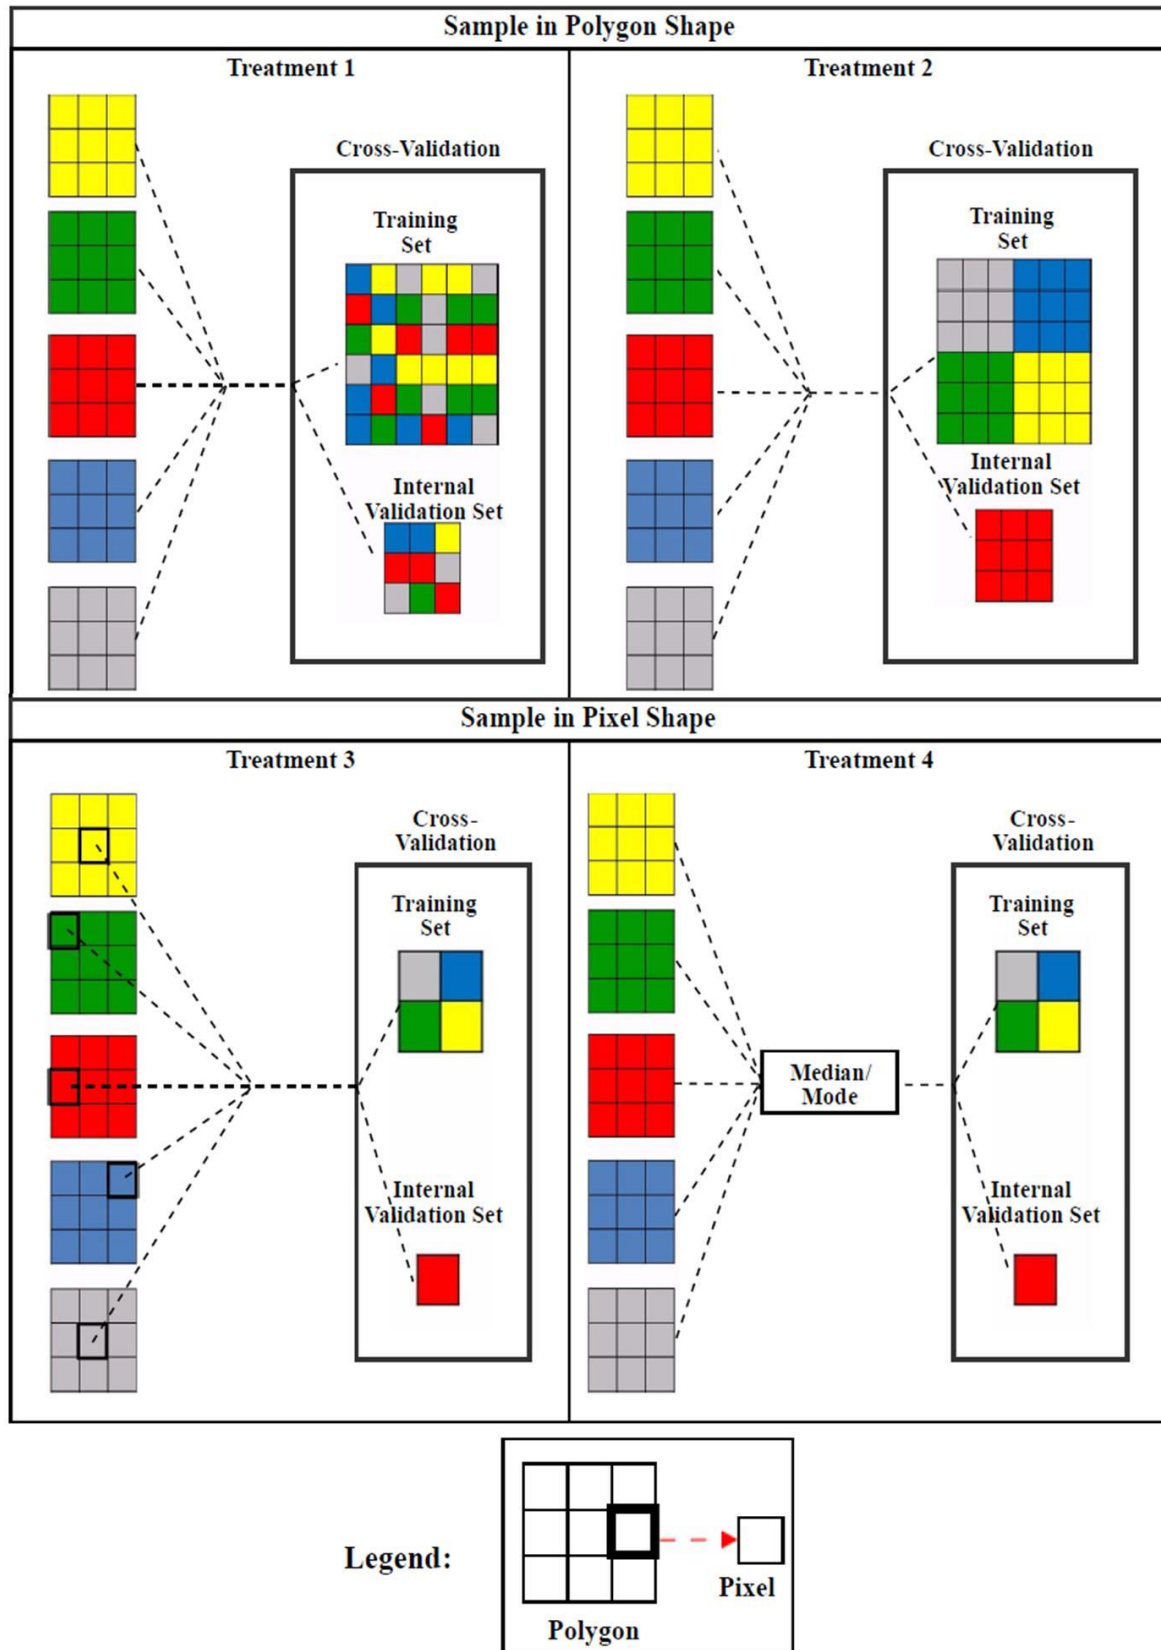 Sample in Polygon Shape
Treatment 1
Cross-Validation
Training
Set
Internal
Validation Set
Treatment 2
Cross-Validation
Training
Set
Internal
Validation Set
Sample in Pixel Shape
Treatment 3
Cross-
Validation
Training
Set
Internal
Validation Set
Treatment 4
Median/
Mode
Cross-
Validation
Training
Set
Internal
Validation Set
Legend:
Pixel
Polygon